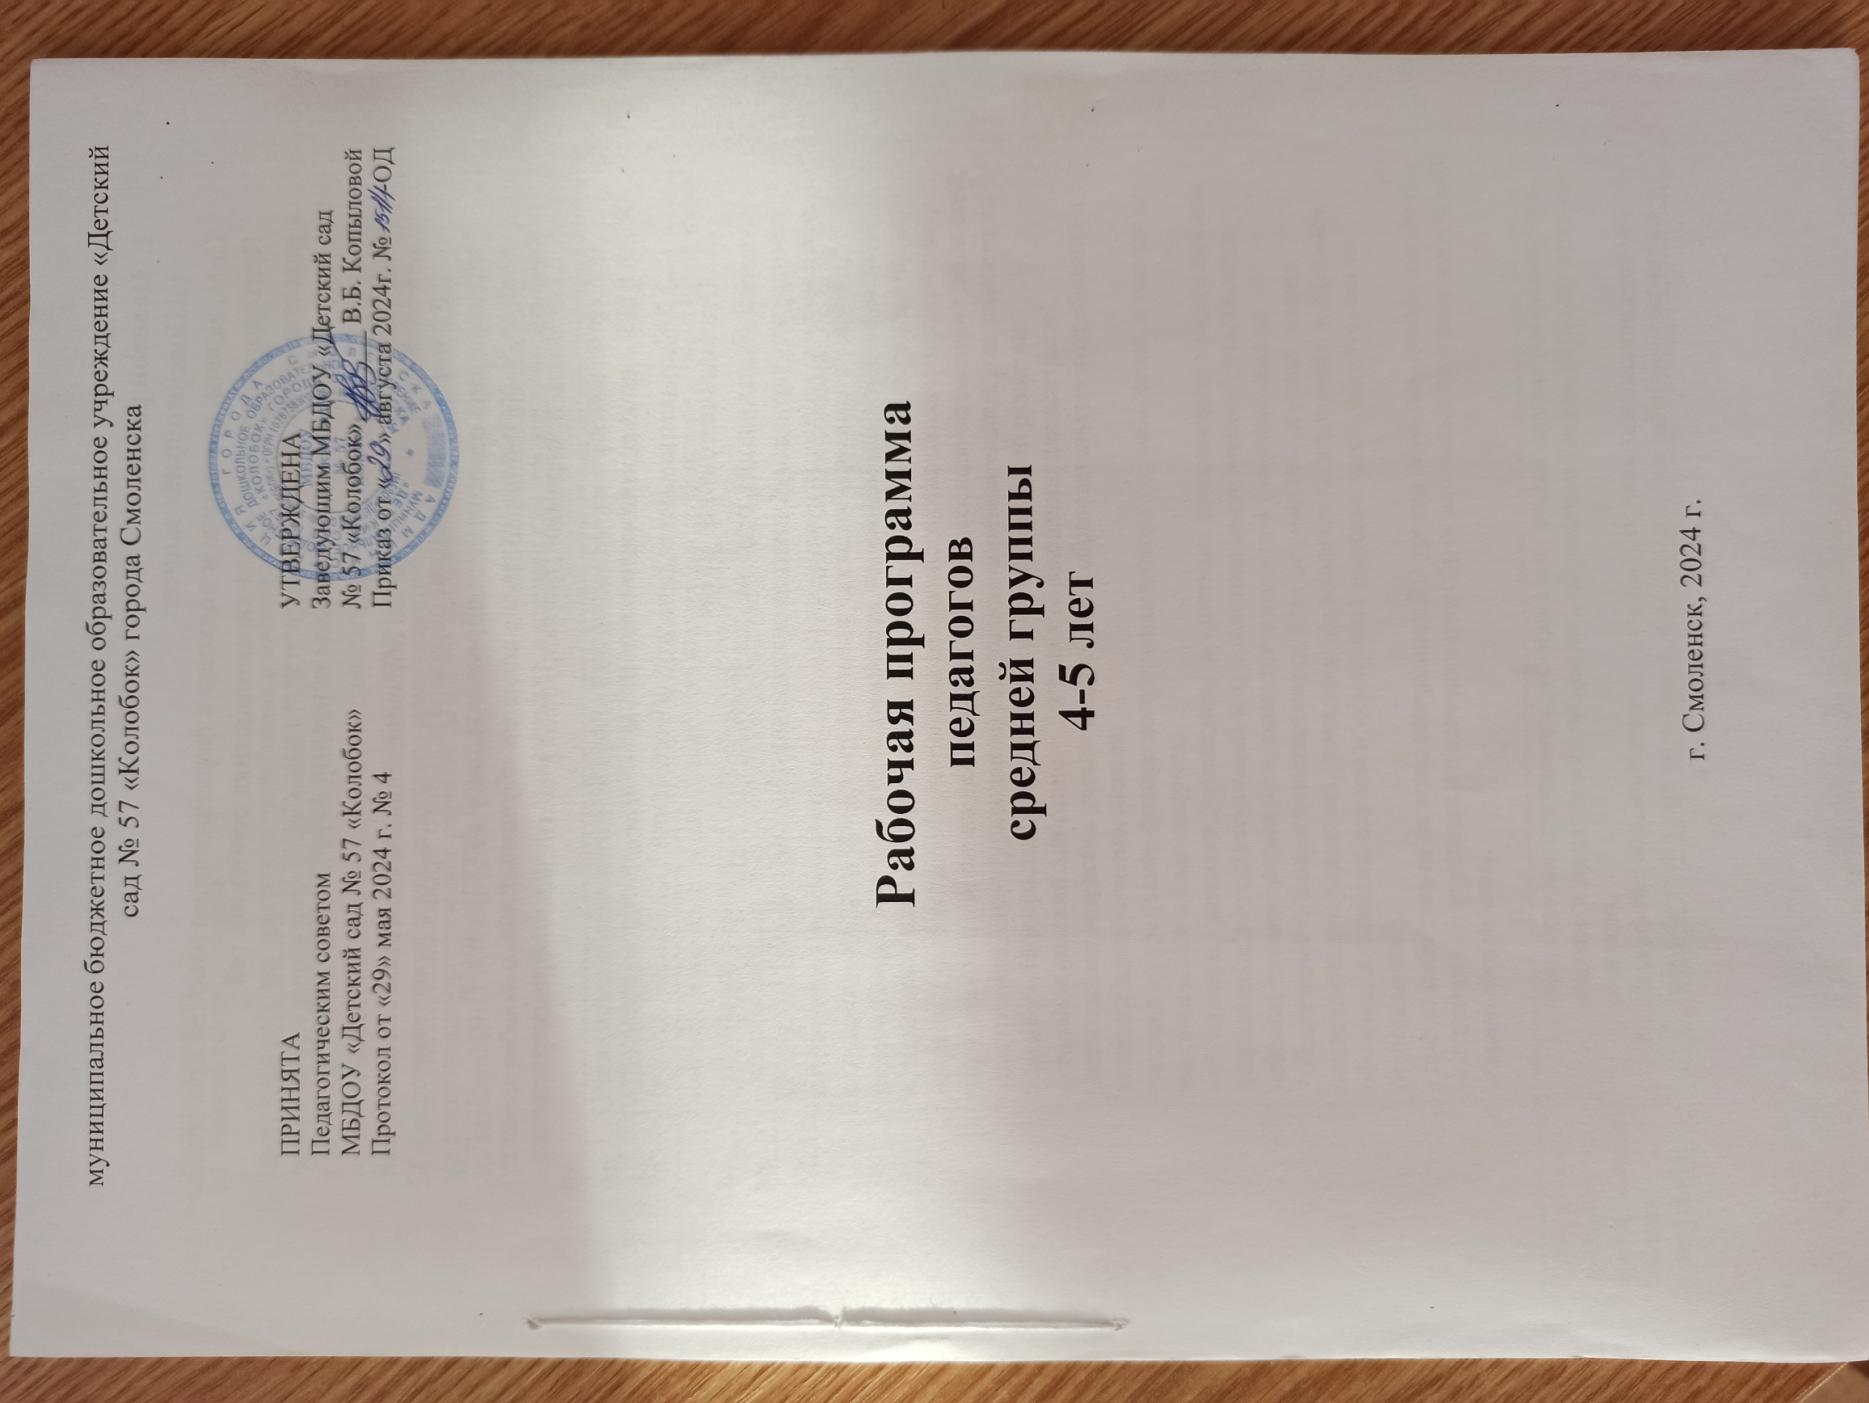 муниципальное бюджетное дошкольное образовательное учреждение «Детский
сад № 57 «Колобок» города Смоленска
ПРИНЯТА
Педагогическим советом
МБДОУ «Детский сад № 57 «Колобок»
Протокол от «29» мая 2024 г. № 4
УТВЕРЖДЕНА
Заведующим МБДОУ «Детский сад
№ 57 «Колобок» В.Б. Копыловой
Приказ от «29» августа 2024г. № -ОД
Рабочая программа
педагогов
средней группы
4-5 лет
г. Смоленск, 2024 г.